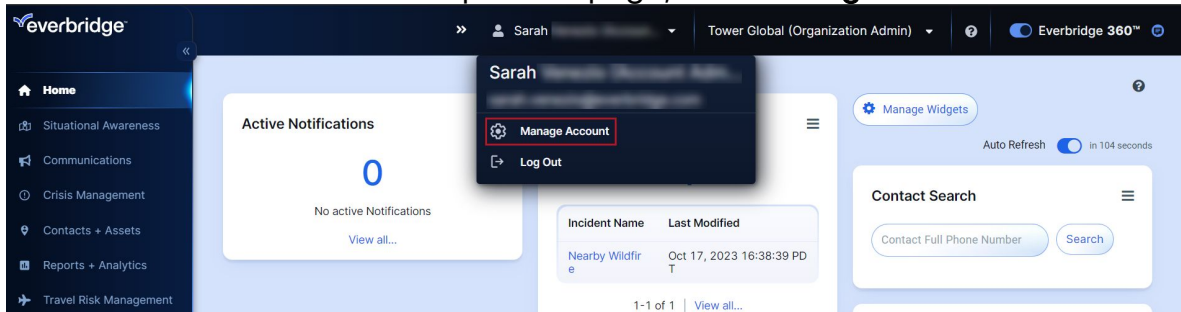 everbridge
Sarah
Tower Global (Organization Admin)
Everbridge 360™
Home
Situational Awareness
Communications
Crisis Management
Contacts + Assets
Reports + Analytics
Travel Risk Management
Active Notifications
0
No active Notifications
View all...
Sarah
Manage Account
Log Out
Incident Name Last Modified
Nearby Wildfir
e
Oct 17, 2023 16:38:39 PD
T
1-1 of 1 | View all...
Manage Widgets
Auto Refresh in 104 seconds
Contact Search
Contact Full Phone Number Search